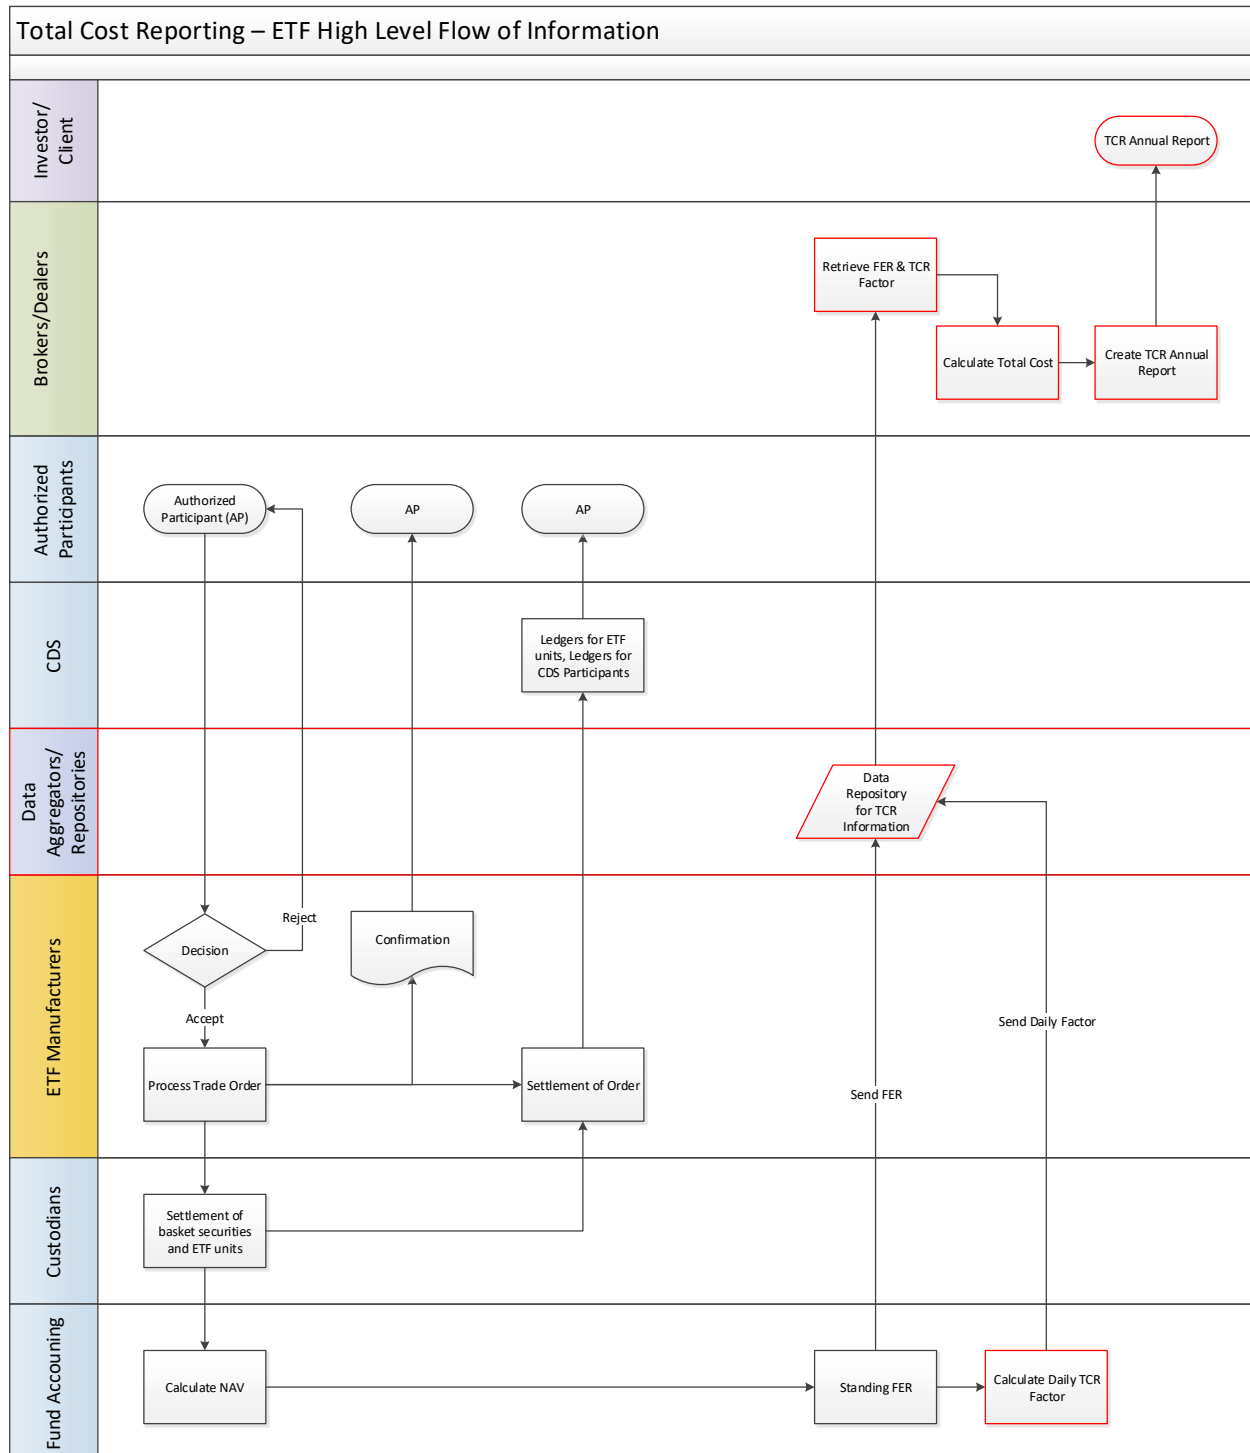 Total Cost Reporting – ETF High Level Flow of Information
Investor/
Client
TCR Annual Report
Brokers/Dealers
Retrieve FER & TCR
Factor
Calculate Total Cost
Create TCR Annual
Report
Authorized
Participants
Authorized
Participant (AP)
AP
AP
CDS
Ledgers for ETF
units, Ledgers for
CDS Participants
Data
Aggregators/
Repositories
Data
Repository
for TCR
Information
ETF Manufacturers
Decision
Reject
Confirmation
Accept
Send Daily Factor
Process Trade Order
Settlement of Order
Send FER
Custodians
Settlement of
basket securities
and ETF units
Fund Accouning
Calculate NAV
Standing FER
Calculate Daily TCR
Factor